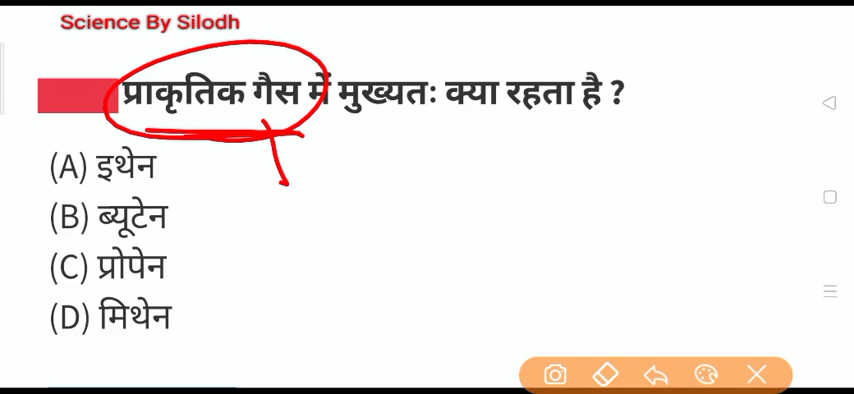 Science By Silodh
प्राकृतिक गैस में मुख्यतः क्या रहता है ?
(A) इथेन
(B) ब्यूटेन
(C) प्रोपेन
(D) मिथेन